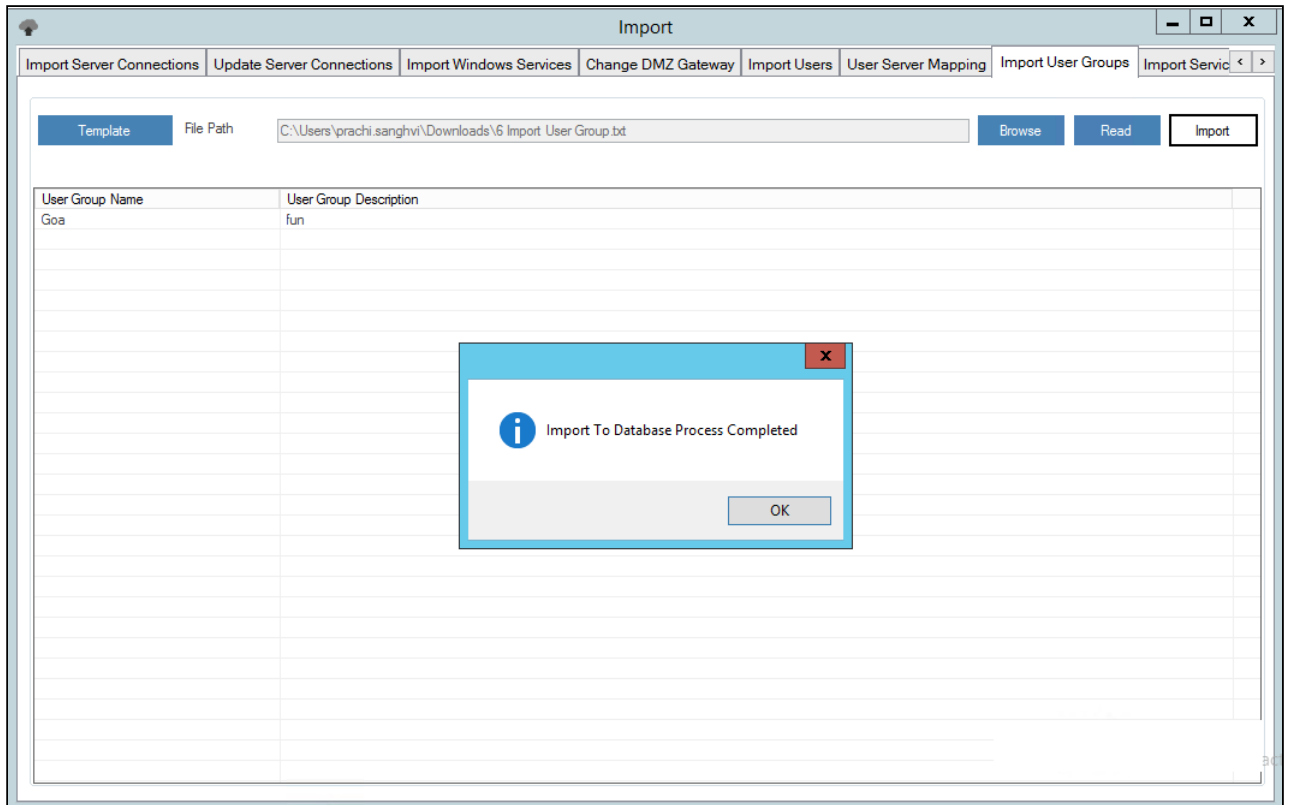 Import
Import Server Connections Update Server Connections Import Windows Services Change DMZ Gateway Import Users User Server Mapping Import User Groups Import Servic
Template File Path C:\Users\prachi.sanghvi\Downloads\6 Import User Group.txt Browse Read Import
User Group Name User Group Description
Goa fun
Import To Database Process Completed
OK